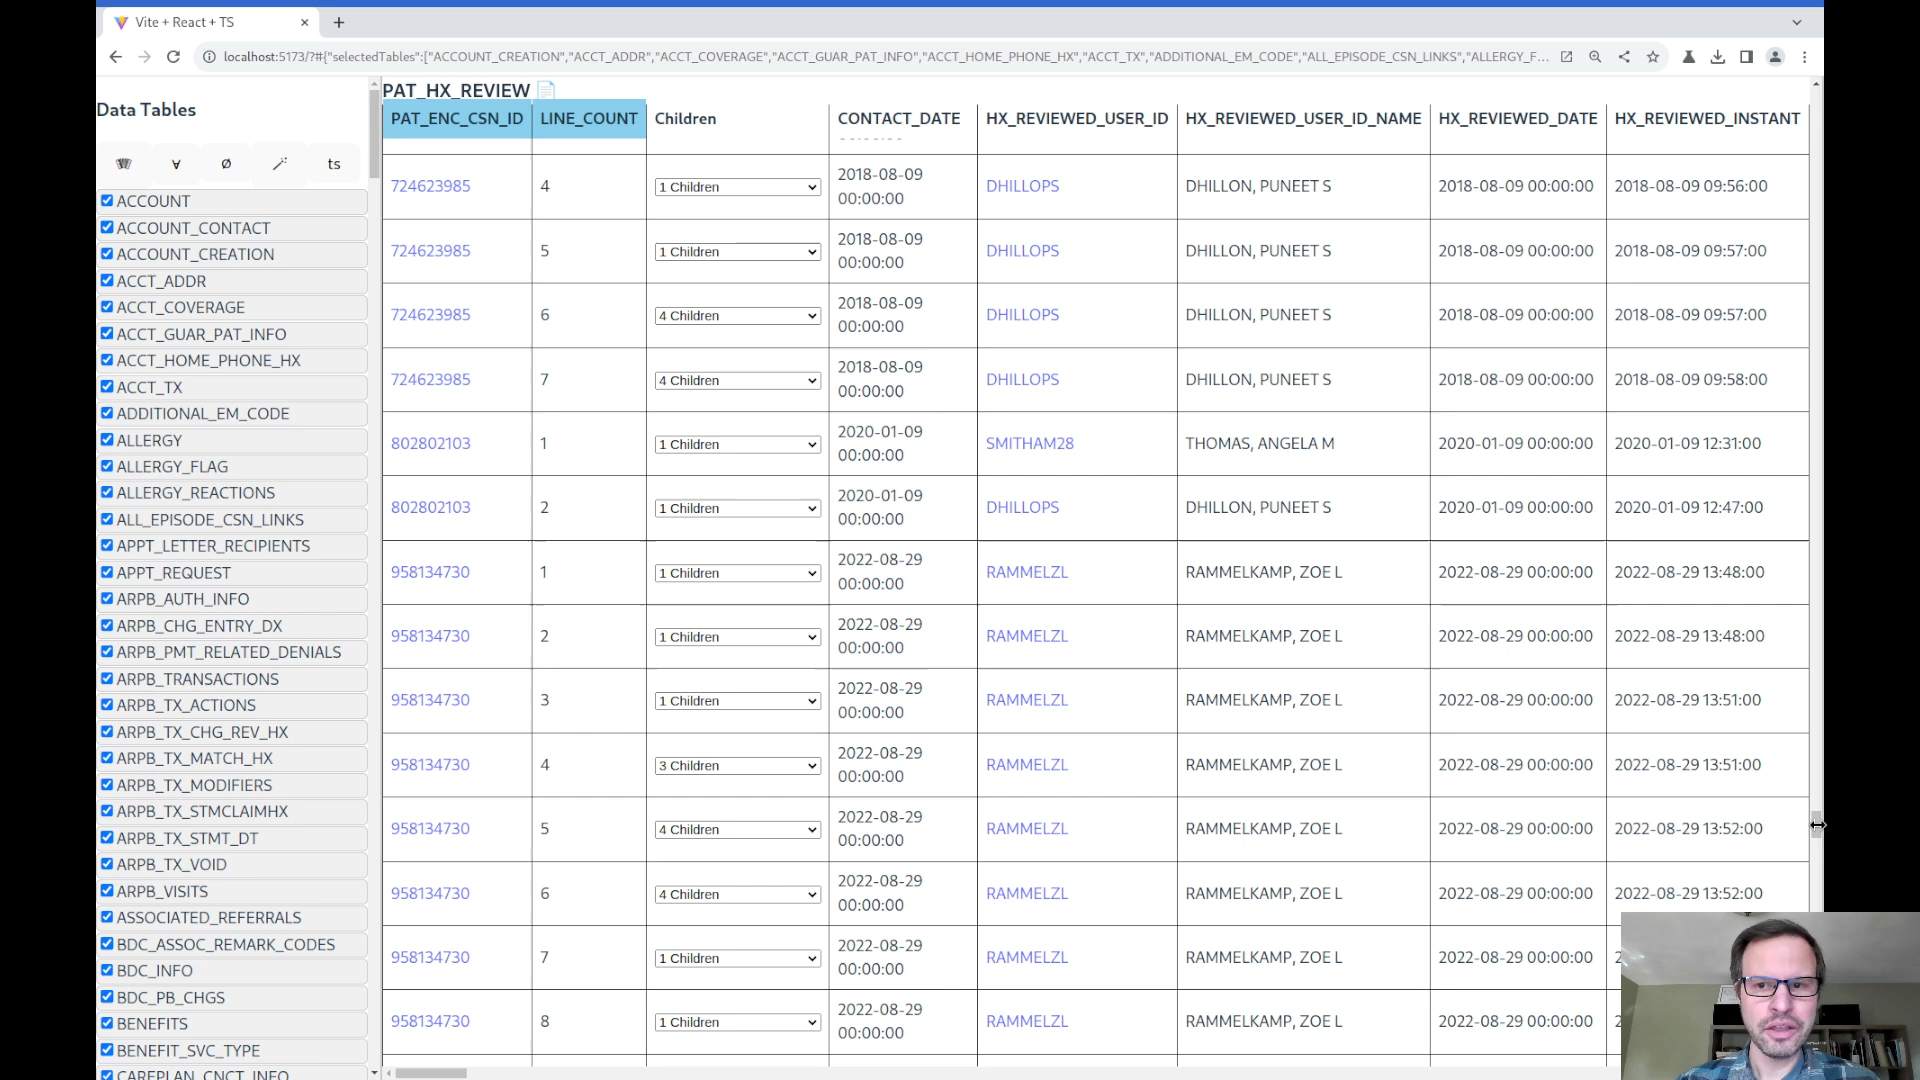 Vite + React + TS
localhost:5173/?#{"selectedTables":["ACCOUNT_CREATION","ACCT_ADDR","ACCT_COVERAGE","ACCT_GUAR_PAT_INFO","ACCT_HOME_PHONE_HX","ACCT_TX","ADDITIONAL_EM_CODE","ALL_EPISODE_CSN_LINKS","ALLERGY_F...
Data Tables
∀ Ø ts
ACCOUNT
ACCOUNT_CONTACT
ACCOUNT_CREATION
ACCT_ADDR
ACCT_COVERAGE
ACCT_GUAR_PAT_INFO
ACCT_HOME_PHONE_HX
ACCT_TX
ADDITIONAL_EM_CODE
ALLERGY
ALLERGY_FLAG
ALLERGY_REACTIONS
ALL_EPISODE_CSN_LINKS
APPT_LETTER_RECIPIENTS
APPT_REQUEST
ARPB_AUTH_INFO
ARPB_CHG_ENTRY_DX
ARPB_PMT_RELATED_DENIALS
ARPB_TRANSACTIONS
ARPB_TX_ACTIONS
ARPB_TX_CHG_REV_HX
ARPB_TX_MATCH_HX
ARPB_TX_MODIFIERS
ARPB_TX_STMCLAIMHX
ARPB_TX_STMT_DT
ARPB_TX_VOID
ARPB_VISITS
ASSOCIATED_REFERRALS
BDC_ASSOC_REMARK_CODES
BDC_INFO
BDC_PB_CHGS
BENEFITS
BENEFIT_SVC_TYPE
CAREPLAN_CNCT_INFO
PAT_HX_REVIEW
PAT_ENC_CSN_ID LINE_COUNT Children CONTACT_DATE HX_REVIEWED_USER_ID HX_REVIEWED_USER_ID_NAME HX_REVIEWED_DATE HX_REVIEWED_INSTANT
724623985 4 1 Children 2018-08-09 00:00:00 DHILLOPS DHILLON, PUNEET S 2018-08-09 00:00:00 2018-08-09 09:56:00
724623985 5 1 Children 2018-08-09 00:00:00 DHILLOPS DHILLON, PUNEET S 2018-08-09 00:00:00 2018-08-09 09:57:00
724623985 6 4 Children 2018-08-09 00:00:00 DHILLOPS DHILLON, PUNEET S 2018-08-09 00:00:00 2018-08-09 09:57:00
724623985 7 4 Children 2018-08-09 00:00:00 DHILLOPS DHILLON, PUNEET S 2018-08-09 00:00:00 2018-08-09 09:58:00
802802103 1 1 Children 2020-01-09 00:00:00 SMITHAM28 THOMAS, ANGELA M 2020-01-09 00:00:00 2020-01-09 12:31:00
802802103 2 1 Children 2020-01-09 00:00:00 DHILLOPS DHILLON, PUNEET S 2020-01-09 00:00:00 2020-01-09 12:47:00
958134730 1 1 Children 2022-08-29 00:00:00 RAMMELZL RAMMELKAMP, ZOE L 2022-08-29 00:00:00 2022-08-29 13:48:00
958134730 2 1 Children 2022-08-29 00:00:00 RAMMELZL RAMMELKAMP, ZOE L 2022-08-29 00:00:00 2022-08-29 13:48:00
958134730 3 1 Children 2022-08-29 00:00:00 RAMMELZL RAMMELKAMP, ZOE L 2022-08-29 00:00:00 2022-08-29 13:51:00
958134730 4 3 Children 2022-08-29 00:00:00 RAMMELZL RAMMELKAMP, ZOE L 2022-08-29 00:00:00 2022-08-29 13:51:00
958134730 5 4 Children 2022-08-29 00:00:00 RAMMELZL RAMMELKAMP, ZOE L 2022-08-29 00:00:00 2022-08-29 13:52:00
958134730 6 4 Children 2022-08-29 00:00:00 RAMMELZL RAMMELKAMP, ZOE L 2022-08-29 00:00:00 2022-08-29 13:52:00
958134730 7 1 Children 2022-08-29 00:00:00 RAMMELZL RAMMELKAMP, ZOE L 2022-08-29 00:00:00
958134730 8 1 Children 2022-08-29 00:00:00 RAMMELZL RAMMELKAMP, ZOE L 2022-08-29 00:00:00